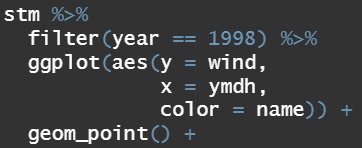 stm %>%
  filter(year == 1998) %>%
  ggplot(aes(y = wind,
             x = ymdh,
             color = name)) +
  geom_point() +